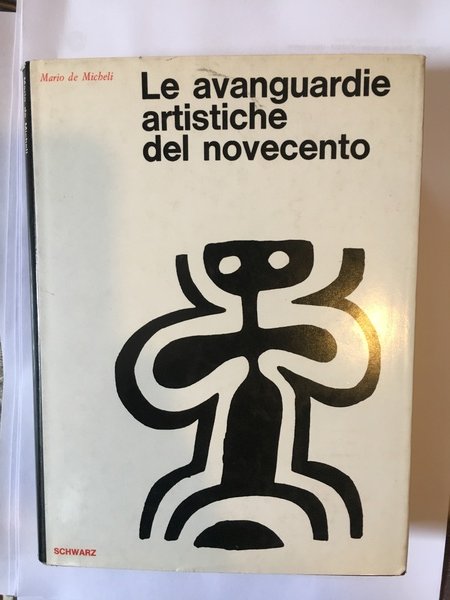 Mario de Micheli
Le avanguardie
artistiche
del novecento
SCHWARZ